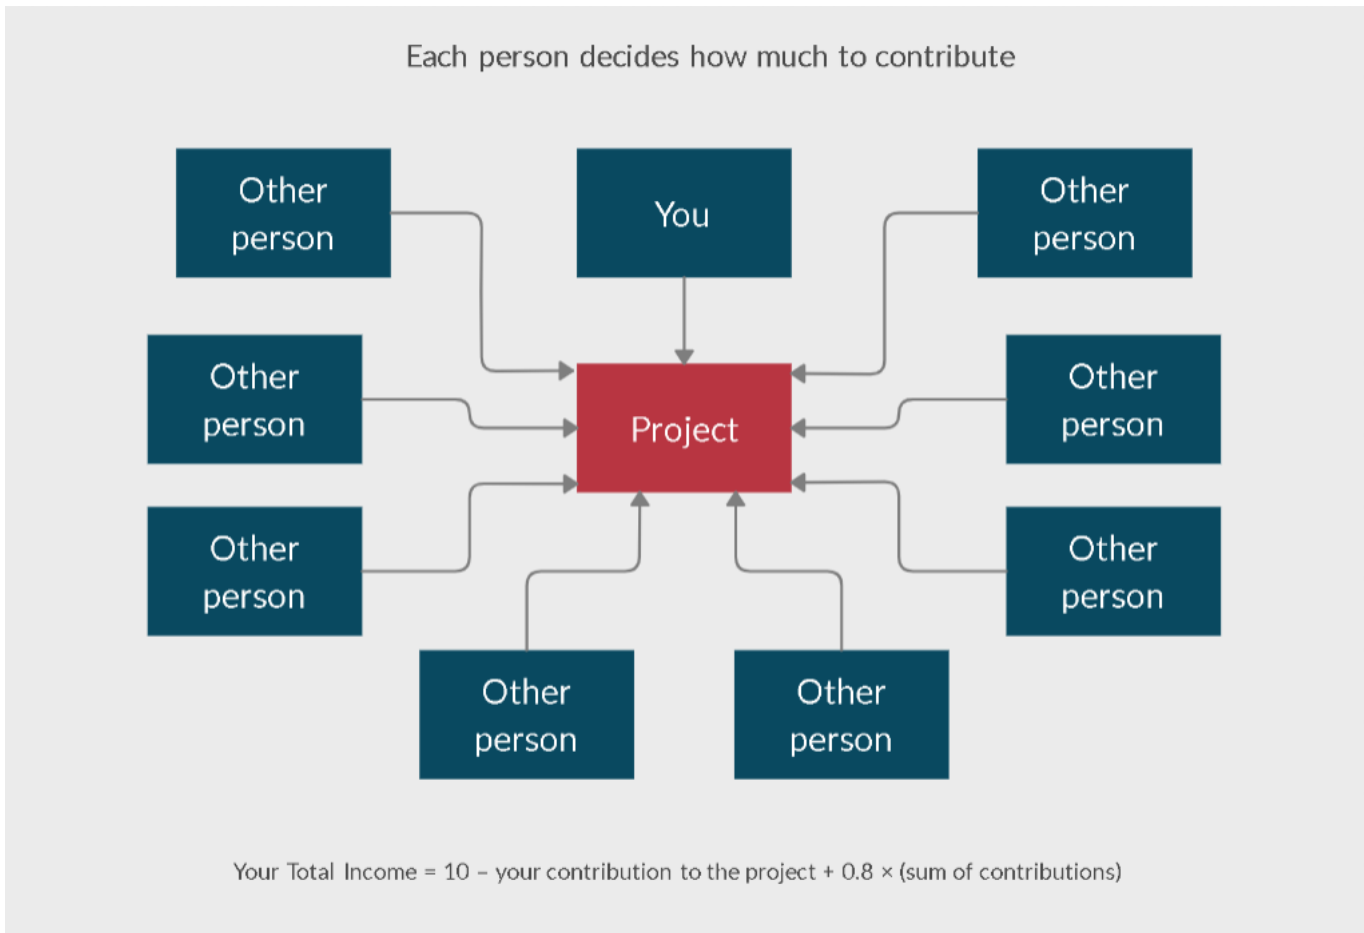 Each person decides how much to contribute
Other
person
You
Other
person
Other
person
Project
Other
person
Other
person
Other
person
Other
person
Other
person
Your Total Income = 10 – your contribution to the project + 0.8 × (sum of contributions)